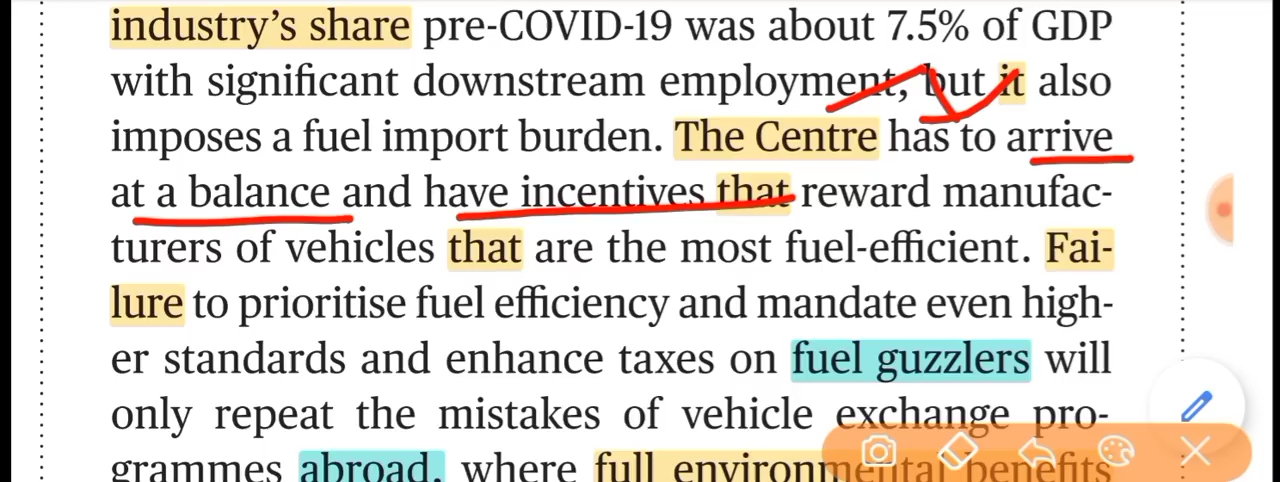 industry's share pre-COVID-19 was about 7.5% of GDP
with significant downstream employment, but it also
imposes a fuel import burden. The Centre has to arrive
at a balance and have incentives that reward manufac-
turers of vehicles that are the most fuel-efficient. Fai-
lure to prioritise fuel efficiency and mandate even high-
er standards and enhance taxes on fuel guzzlers will
only repeat the mistakes of vehicle exchange pro-
grammes abroad, where full environmental benefits